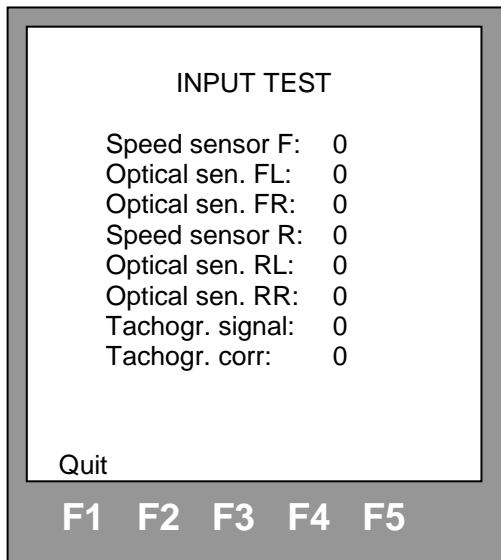 INPUT TEST
Speed sensor F: 0
Optical sen. FL: 0
Optical sen. FR: 0
Speed sensor R: 0
Optical sen. RL: 0
Optical sen. RR: 0
Tachogr. signal: 0
Tachogr. corr: 0
Quit
F1 F2 F3 F4 F5